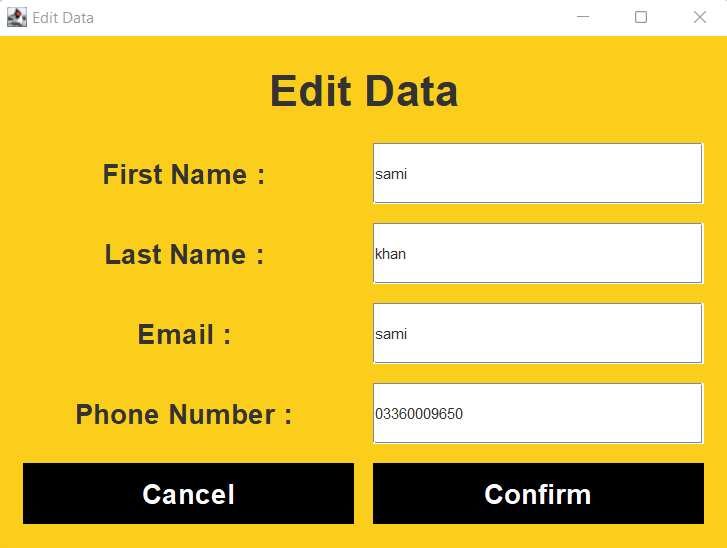 Edit Data
Edit Data
First Name : sami
Last Name : khan
Email : sami
Phone Number : 03360009650
Cancel Confirm